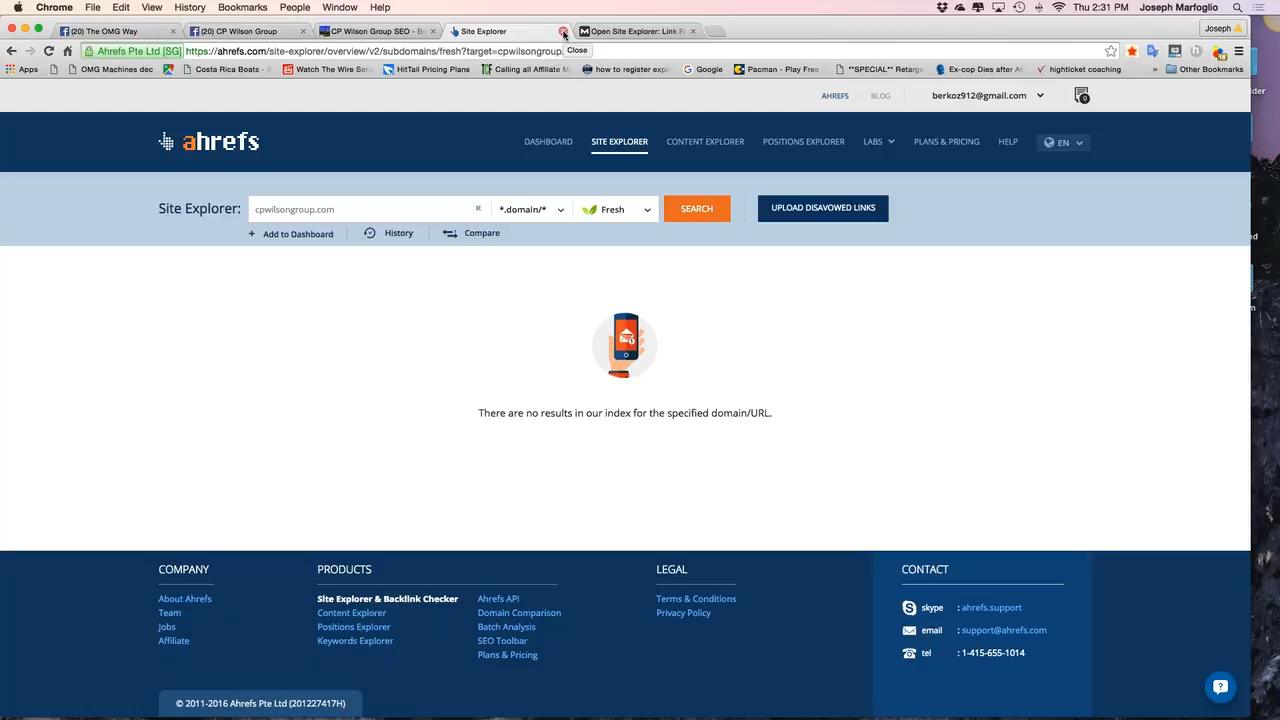 Chrome File Edit View History Bookmarks People Window Help Thu 2:31 PM Joseph Marfoglio
(20) The OMG Way
(20) CP Wilson Group
CP Wilson Group SEO - B
Site Explorer
Open Site Explorer: Link R
Joseph
Ahrefs Pte Ltd [SG] https://ahrefs.com/site-explorer/overview/v2/subdomains/fresh?target=cpwilsongroup.
Close
Apps OMG Machines Costa Rica Boats - Watch The Wire Serie HitTail Pricing Plans Calling all Affiliate M how to register expi Google Pacman - Play Free **SPECIAL** Retarg Ex-cop Dies after A highticket coaching » Other Bookmarks
AHREFS BLOG berkoz912@gmail.com 0
ahrefs
DASHBOARD SITE EXPLORER CONTENT EXPLORER POSITIONS EXPLORER LABS PLANS & PRICING HELP EN
Site Explorer: cpwilsongroup.com × *.domain/* Fresh SEARCH UPLOAD DISAVOWED LINKS
+ Add to Dashboard History Compare
There are no results in our index for the specified domain/URL.
COMPANY
About Ahrefs
Team
Jobs
Affiliate
PRODUCTS
Site Explorer & Backlink Checker
Content Explorer
Positions Explorer
Keywords Explorer
Ahrefs API
Domain Comparison
Batch Analysis
SEO Toolbar
Plans & Pricing
LEGAL
Terms & Conditions
Privacy Policy
CONTACT
skype : ahrefs.support
email : support@ahrefs.com
tel : 1-415-655-1014
© 2011-2016 Ahrefs Pte Ltd (201227417H)